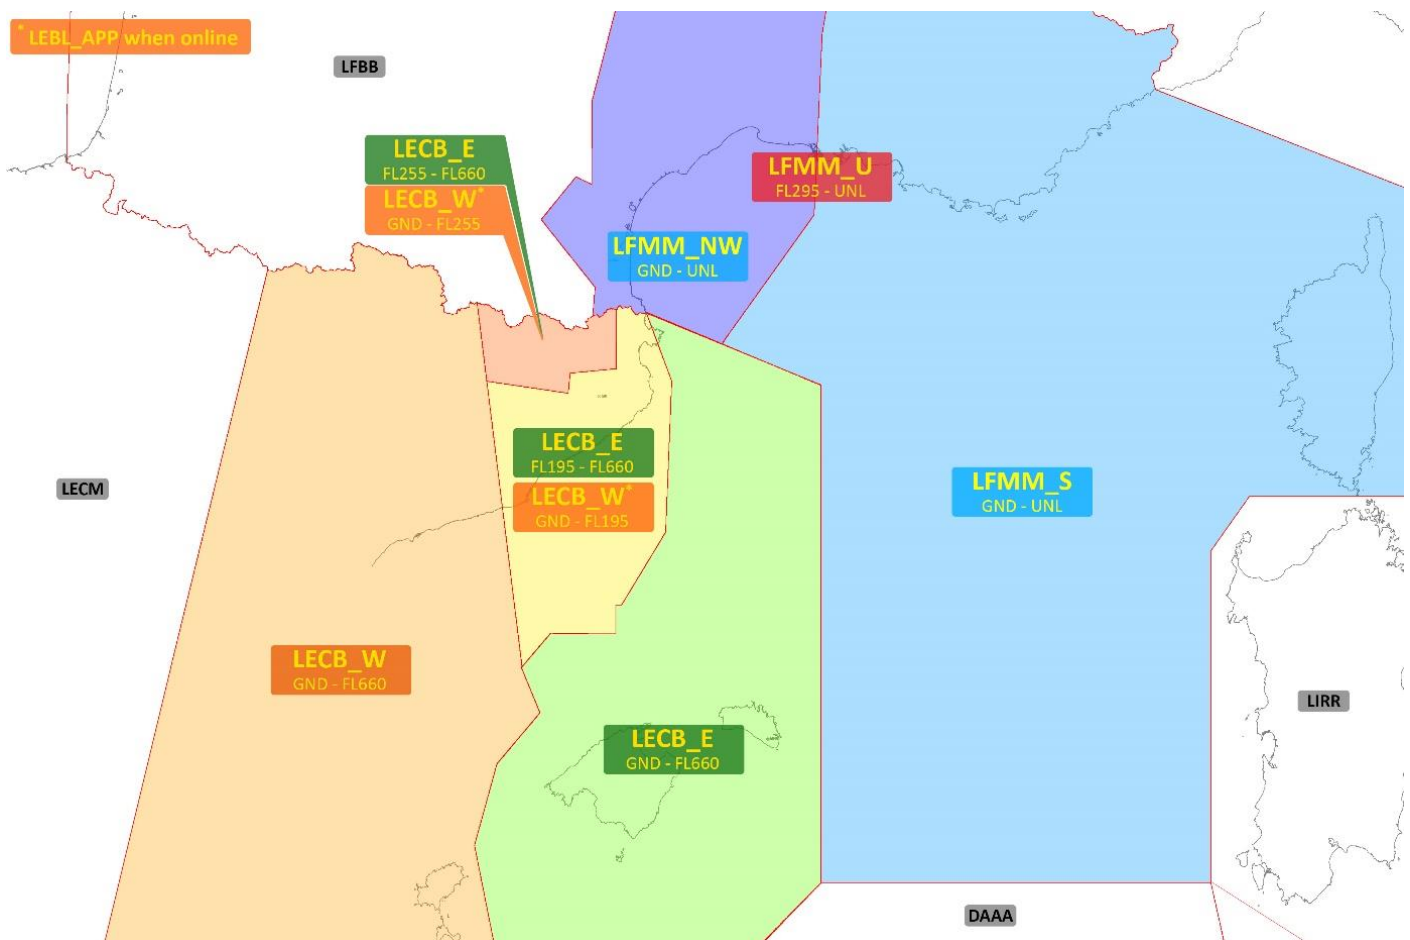 * LEBL_APP when online
LFBB
LECB_E
FL255 - FL660
LECB_W*
GND - FL255
LFMM_U
FL295 - UNL
LFMM_NW
GND - UNL
LECB_E
FL195 - FL660
LECB_W*
GND - FL195
LECM
LFMM_S
GND - UNL
LECB_W
GND - FL660
LIRR
LECB_E
GND - FL660
DAAA